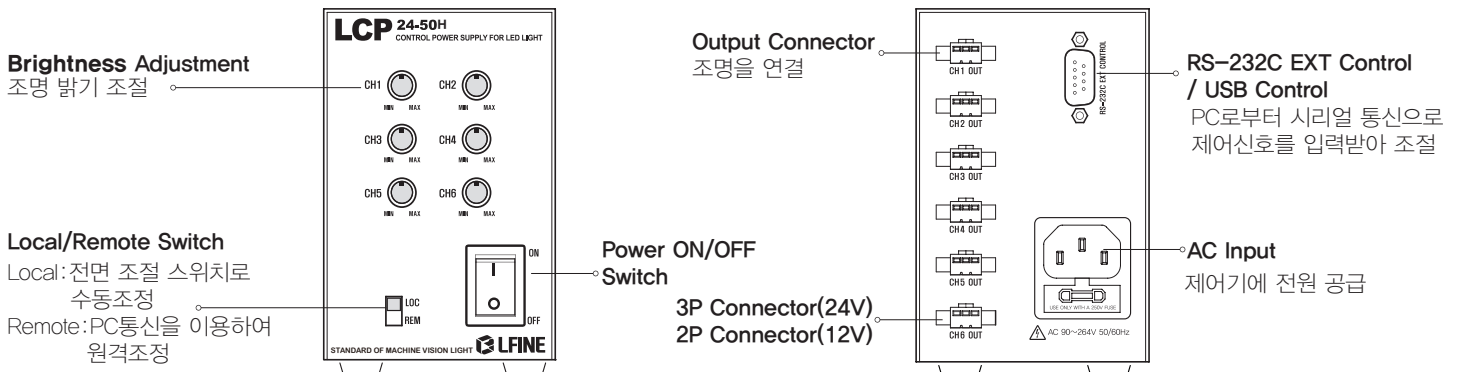 LCP 24-50H
CONTROL POWER SUPPLY FOR LED LIGHT
Brightness Adjustment
조명 밝기 조절
CH1
CH2
MIN MAX
MIN MAX
CH3
CH4
MIN MAX
MIN MAX
CH5
CH6
MIN MAX
MIN MAX
Local/Remote Switch
Local : 전면 조절 스위치로
수동조정
Remote : PC통신을 이용하여
원격조정
LOC
REM
ON
OFF
Power ON/OFF
Switch
STANDARD OF MACHINE VISION LIGHT LFINE
Output Connector
조명을 연결
CH1 OUT
CH2 OUT
CH3 OUT
CH4 OUT
CH5 OUT
CH6 OUT
3P Connector(24V)
2P Connector(12V)
RS-232C EXT CONTROL
RS-232C EXT Control
/ USB Control
PC로부터 시리얼 통신으로
제어신호를 입력받아 조절
AC Input
제어기에 전원 공급
USE ONLY WITH A 250V FUSE
AC 90~264V 50/60Hz